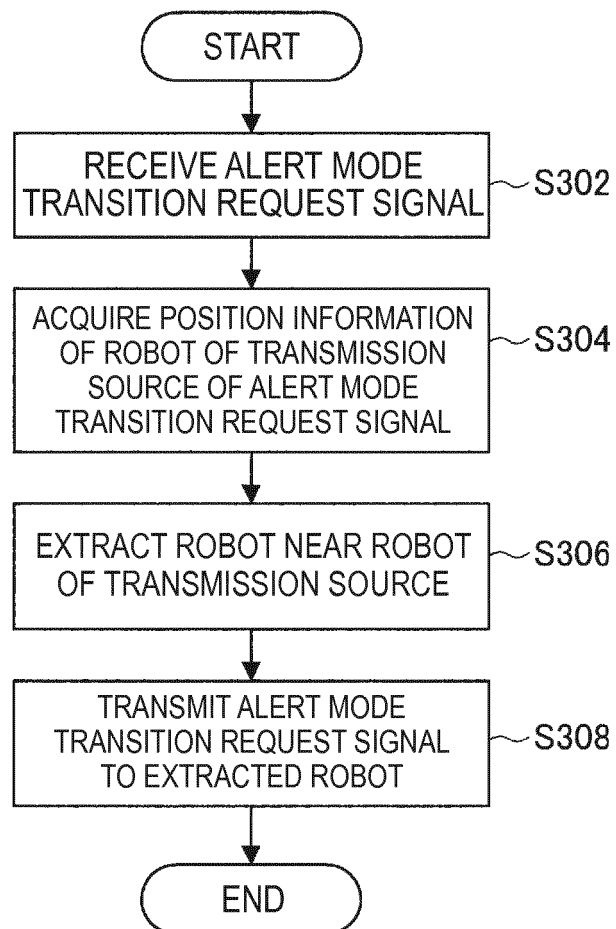 START
RECEIVE ALERT MODE
TRANSITION REQUEST SIGNAL
S302
ACQUIRE POSITION INFORMATION
OF ROBOT OF TRANSMISSION
SOURCE OF ALERT MODE
TRANSITION REQUEST SIGNAL
S304
EXTRACT ROBOT NEAR ROBOT
OF TRANSMISSION SOURCE
S306
TRANSMIT ALERT MODE
TRANSITION REQUEST SIGNAL
TO EXTRACTED ROBOT
S308
END